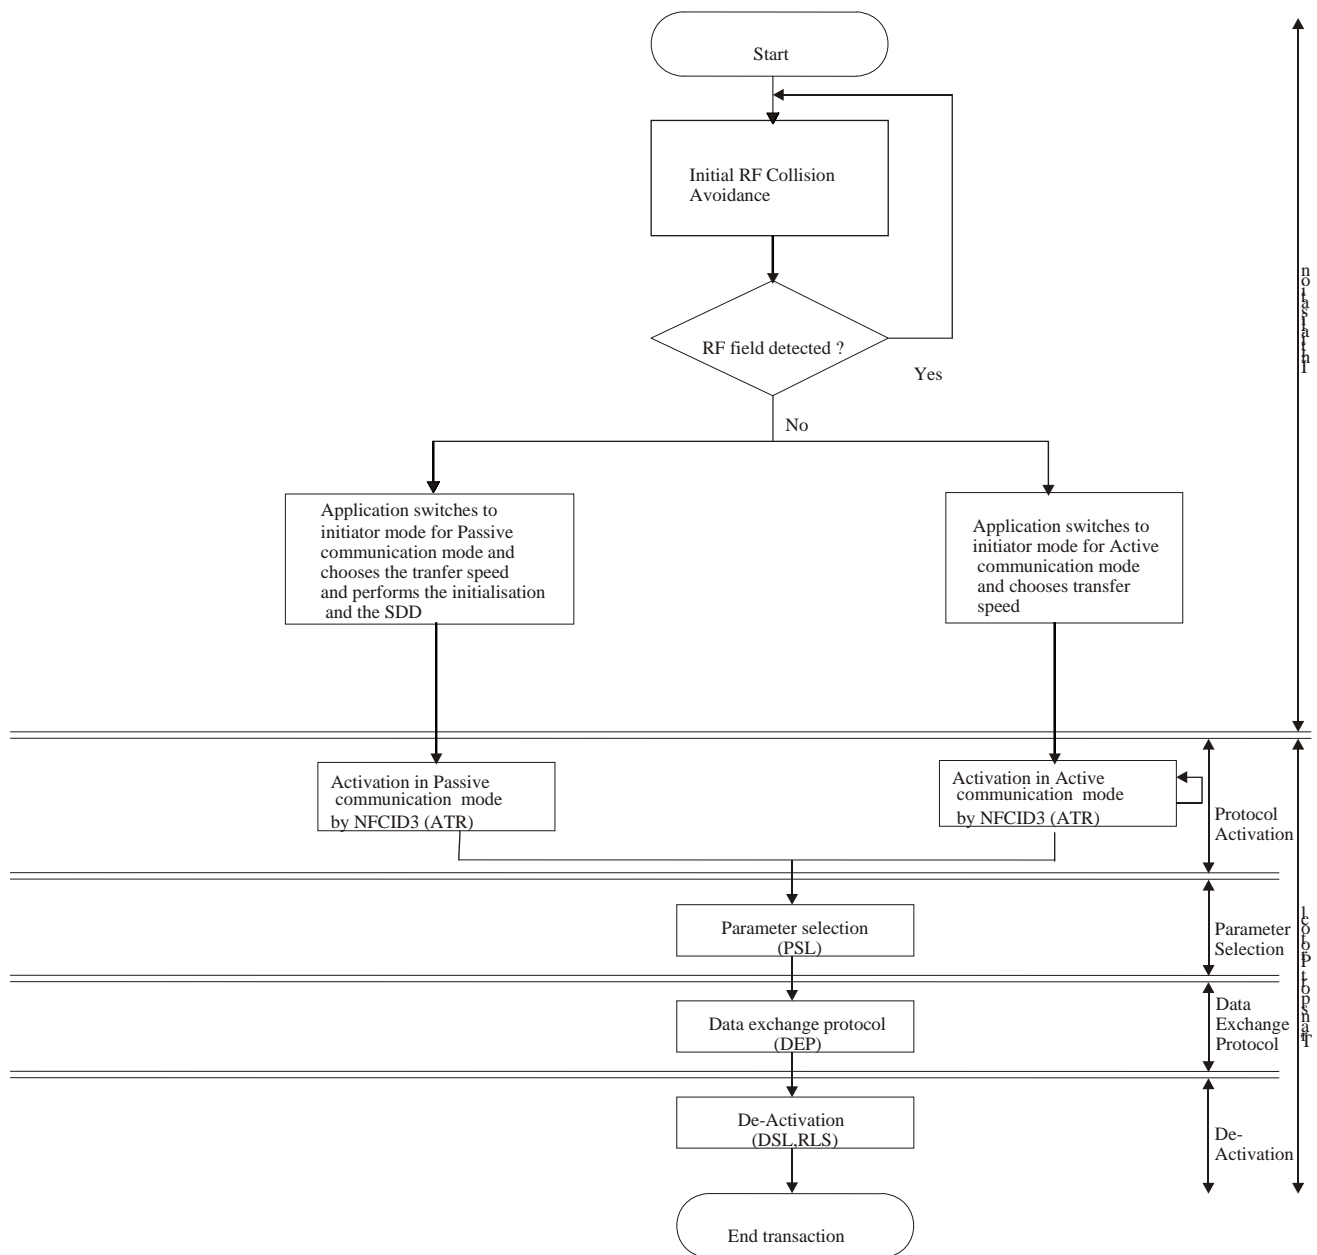 Start
Initial RF Collision
Avoidance
RF field detected ?
Yes
No
Application switches to
initiator mode for Passive
communication mode and
chooses the tranfer speed
and performs the initialisation
and the SDD
Application switches to
initiator mode for Active
communication mode
and chooses transfer
speed
Initialisation
Activation in Passive
communication mode
by NFCID3 (ATR)
Activation in Active
communication mode
by NFCID3 (ATR)
Protocol
Activation
Parameter selection
(PSL)
Parameter
Selection
Data exchange protocol
(DEP)
Data
Exchange
Protocol
De-Activation
(DSL,RLS)
De-
Activation
End transaction